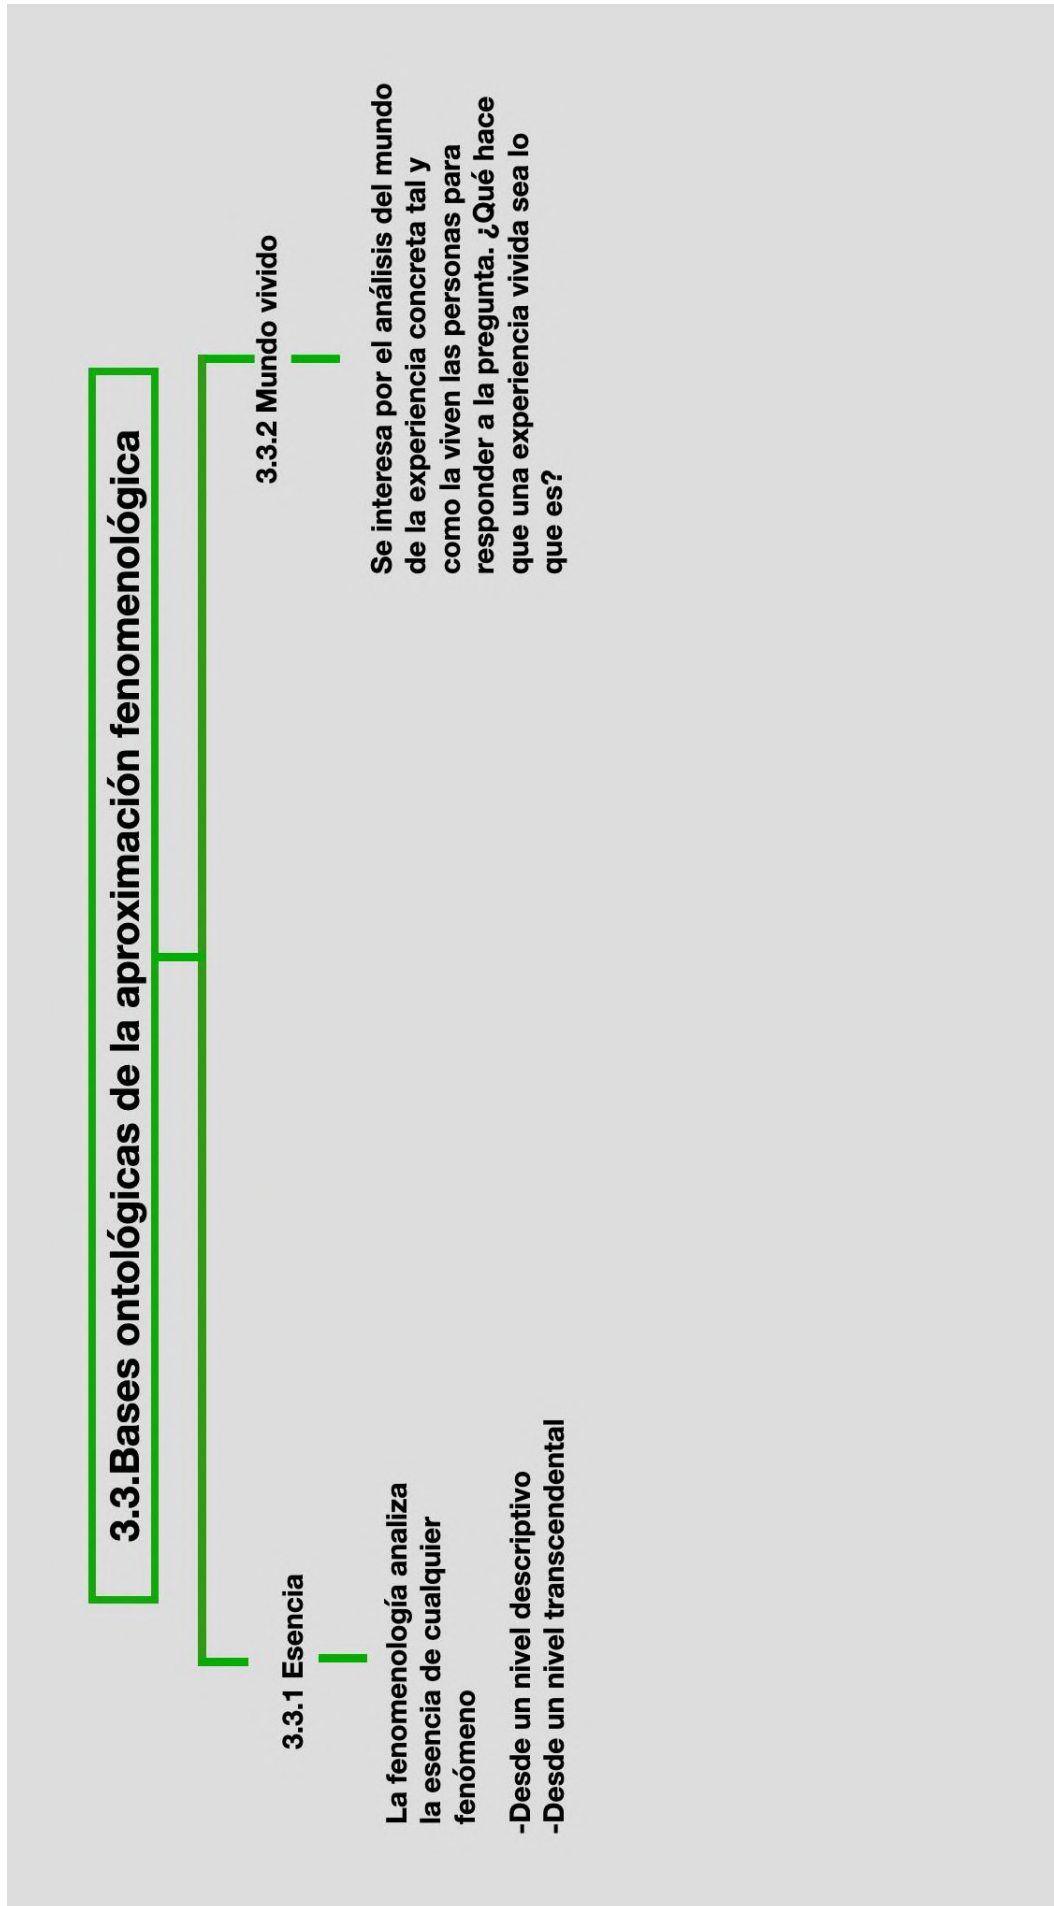 3.3.Bases ontológicas de la aproximación fenomenológica
3.3.1 Esencia
La fenomenología analiza
la esencia de cualquier
fenómeno
-Desde un nivel descriptivo
-Desde un nivel transcendental
3.3.2 Mundo vivido
Se interesa por el análisis del mundo
de la experiencia concreta tal y
como la viven las personas para
responder a la pregunta. ¿Qué hace
que una experiencia vivida sea lo
que es?